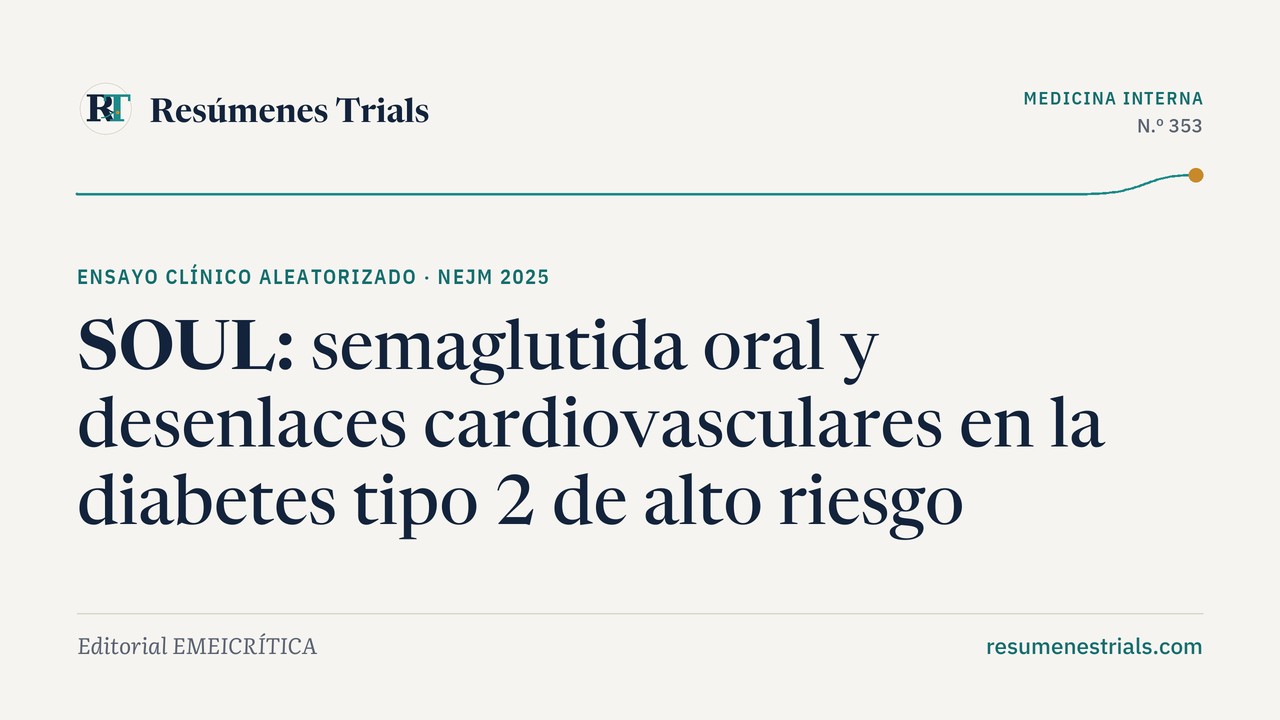 RT Resúmenes Trials
MEDICINA INTERNA
N.º 353
ENSAYO CLÍNICO ALEATORIZADO · NEJM 2025
SOUL: semaglutida oral y
desenlaces cardiovasculares en la
diabetes tipo 2 de alto riesgo
Editorial EMEICRÍTICA
resumenestrials.com